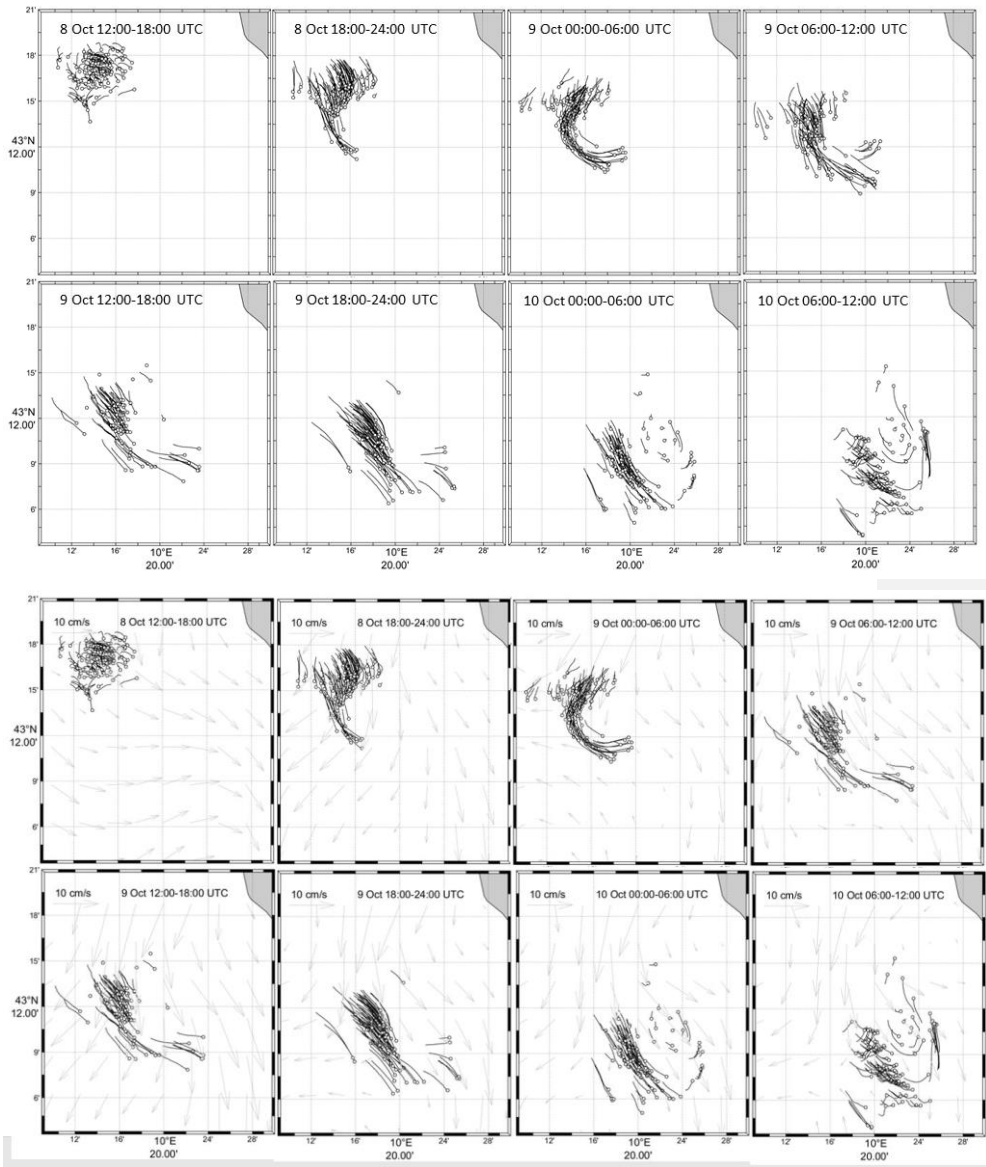 21'
8 Oct 12:00-18:00 UTC
8 Oct 18:00-24:00 UTC
9 Oct 00:00-06:00 UTC
9 Oct 06:00-12:00 UTC
18'
15'
43°N
12.00'
9'
6'
21'
9 Oct 12:00-18:00 UTC
9 Oct 18:00-24:00 UTC
10 Oct 00:00-06:00 UTC
10 Oct 06:00-12:00 UTC
18'
15'
43°N
12.00'
9'
6'
12' 16' 10°E 24' 28' 12' 16' 10°E 24' 28' 12' 16' 10°E 24' 28' 12' 16' 10°E 24' 28'
20.00' 20.00' 20.00' 20.00'
21'
10 cm/s 8 Oct 12:00-18:00 UTC
10 cm/s 8 Oct 18:00-24:00 UTC
10 cm/s 9 Oct 00:00-06:00 UTC
10 cm/s 9 Oct 06:00-12:00 UTC
18'
15'
43°N
12.00'
9'
6'
21'
10 cm/s 9 Oct 12:00-18:00 UTC
10 cm/s 9 Oct 18:00-24:00 UTC
10 cm/s 10 Oct 00:00-06:00 UTC
10 cm/s 10 Oct 06:00-12:00 UTC
18'
15'
43°N
12.00'
9'
6'
12' 16' 10°E 24' 28' 12' 16' 10°E 24' 28' 12' 16' 10°E 24' 28' 12' 16' 10°E 24' 28'
20.00' 20.00' 20.00' 20.00'